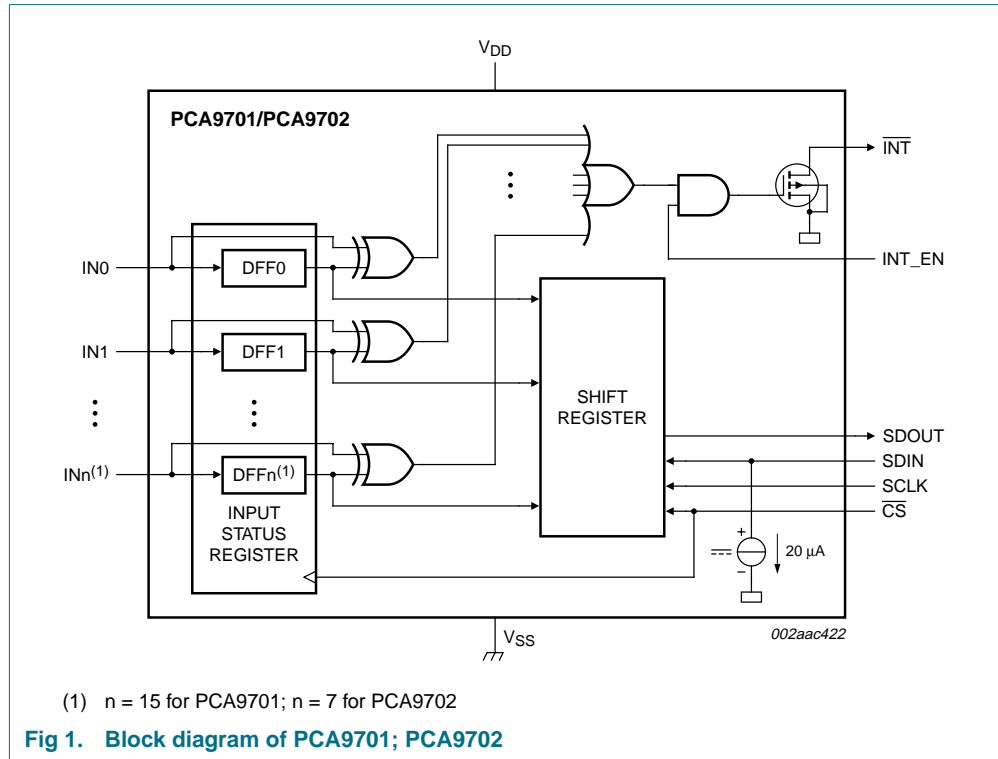 VDD
PCA9701/PCA9702
INT
INT_EN
IN0
DFF0
IN1
DFF1
INn(1)
DFFn(1)
INPUT
STATUS
REGISTER
SHIFT
REGISTER
SDOUT
SDIN
SCLK
CS
+
20 μA
−
002aac422
VSS
(1) n = 15 for PCA9701; n = 7 for PCA9702
Fig 1. Block diagram of PCA9701; PCA9702